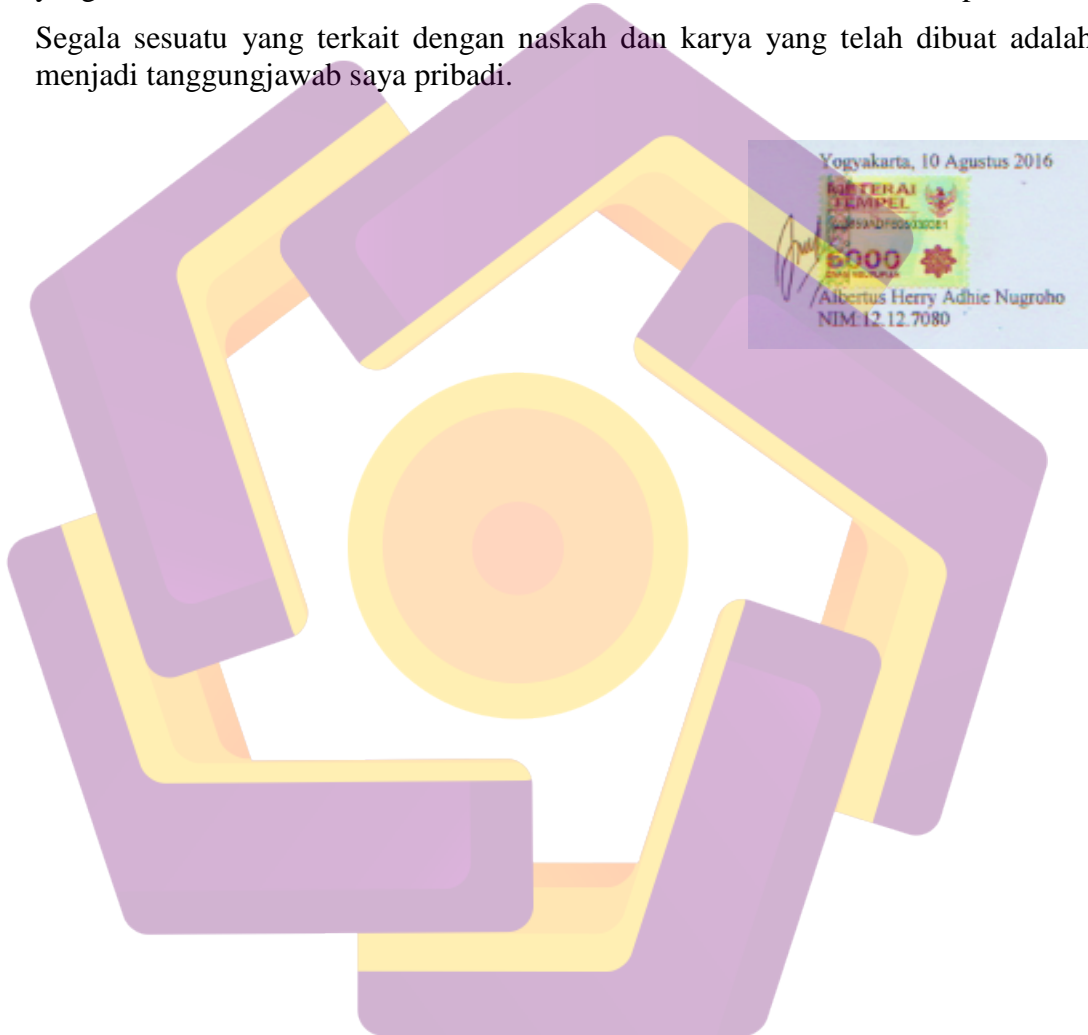 Segala sesuatu yang terkait dengan naskah dan karya yang telah dibuat adalah
menjadi tanggungjawab saya pribadi.
Yogyakarta, 10 Agustus 2016
METERAI
TEMPEL
6000
Albertus Herry Adhie Nugroho
NIM.12.12.7080